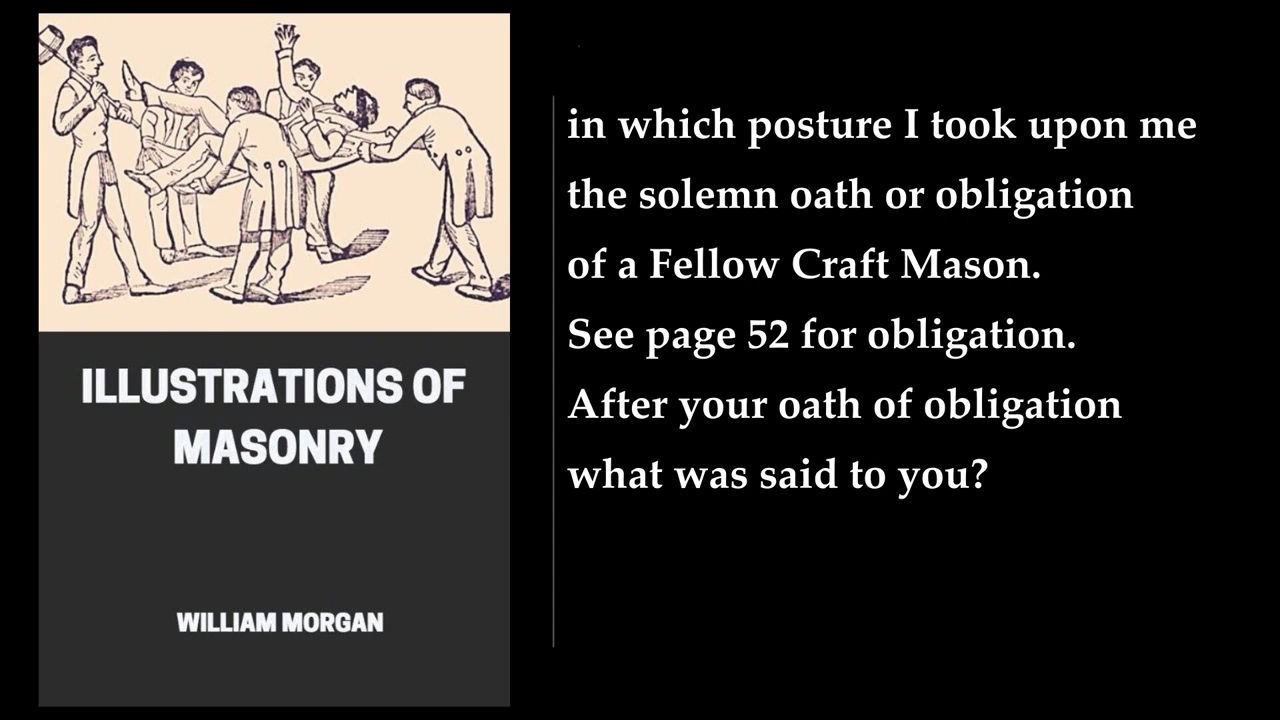 ILLUSTRATIONS OF
MASONRY
WILLIAM MORGAN
in which posture I took upon me
the solemn oath or obligation
of a Fellow Craft Mason.
See page 52 for obligation.
After your oath of obligation
what was said to you?